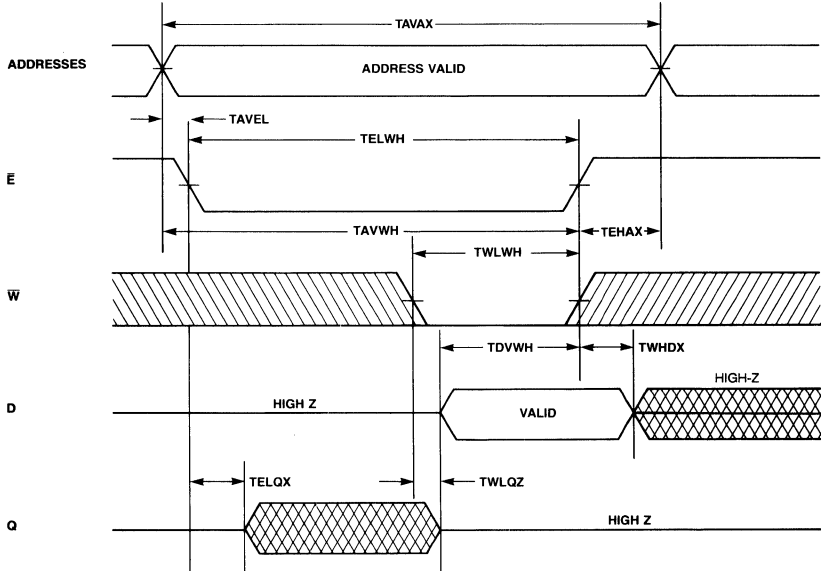 TAVAX
ADDRESSES
ADDRESS VALID
TAVEL
TELWH
E̅
TAVWH
TEHAX
TWLWH
W̅
TDVWH
TWHDX
HIGH-Z
D
HIGH Z
VALID
TELQX
TWLQZ
Q
HIGH Z